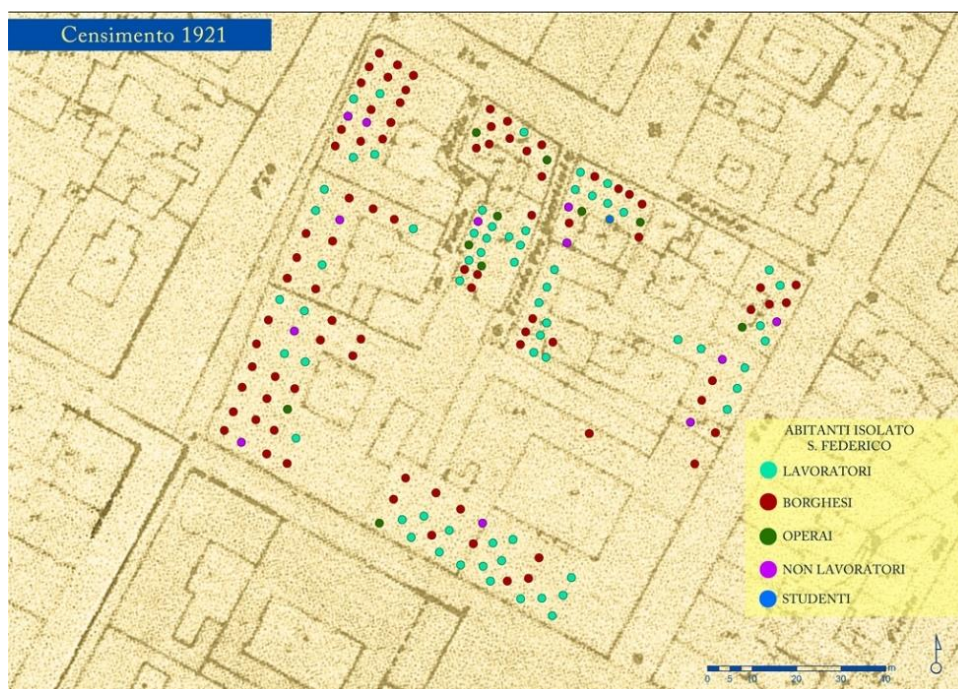 Censimento 1921
ABITANTI ISOLATO
S. FEDERICO
LAVORATORI
BORGHESI
OPERAI
NON LAVORATORI
STUDENTI
m
0 5 10 20 30 40